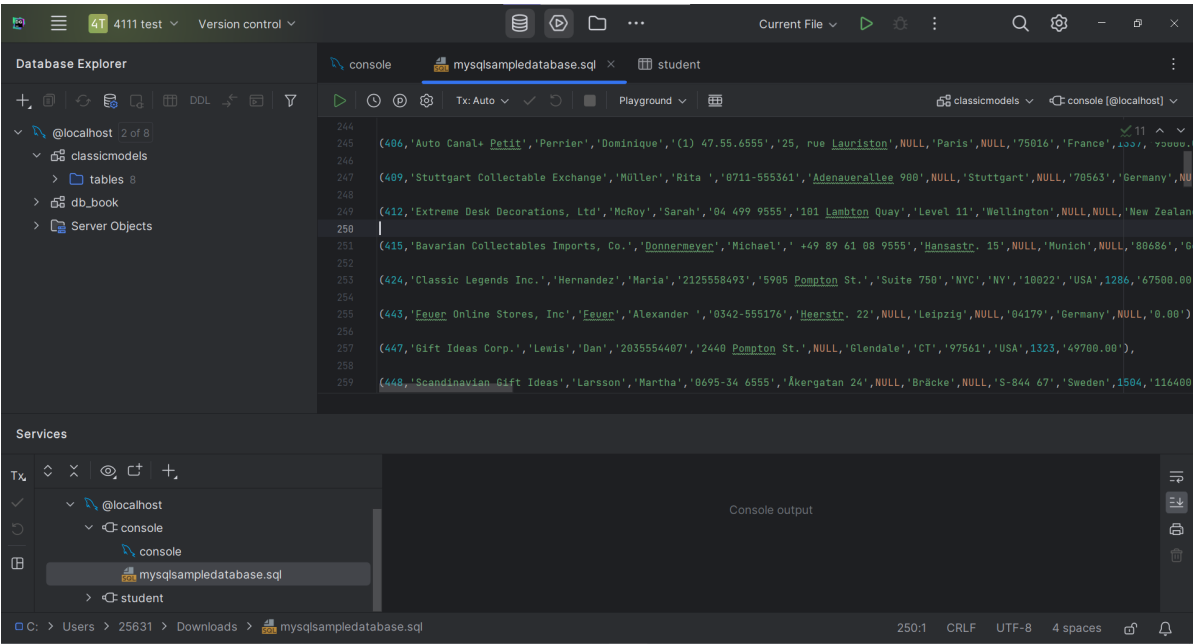 4T 4111 test Version control Current File
Database Explorer
console mysqlsampledatabase.sql student
DDL
Tx: Auto Playground classmodels console [@localhost]
@localhost 2 of 8
classicmodels
tables 8
db_book
Server Objects
11
244
245 (406,'Auto Canal+ Petit','Perrier','Dominique','(1) 47.55.6555','25, rue Lauriston',NULL,'Paris',NULL,'75016','France',1337,'95000.
246
247 (409,'Stuttgart Collectable Exchange','Müller','Rita ','0711-555361','Adenauerallee 900',NULL,'Stuttgart',NULL,'70563','Germany',NU
248
249 (412,'Extreme Desk Decorations, Ltd','McRoy','Sarah','04 499 9555','101 Lambton Quay','Level 11','Wellington',NULL,NULL,'New Zealan
250
251 (415,'Bavarian Collectables Imports, Co.','Donnermeyer','Michael',' +49 89 61 08 9555','Hansastr. 15',NULL,'Munich',NULL,'80686','G
252
253 (424,'Classic Legends Inc.','Hernandez','Maria','2125558493','5905 Pompton St.','Suite 750','NYC','NY','10022','USA',1286,'67500.00
254
255 (443,'Feuer Online Stores, Inc','Feuer','Alexander ','0342-555176','Heerstr. 22',NULL,'Leipzig',NULL,'04179','Germany',NULL,'0.00')
256
257 (447,'Gift Ideas Corp.','Lewis','Dan','2035554407','2440 Pompton St.',NULL,'Glendale','CT','97561','USA',1323,'49700.00'),
258
259 (448,'Scandinavian Gift Ideas','Larsson','Martha','0695-34 6555','Åkergatan 24',NULL,'Bräcke',NULL,'S-844 67','Sweden',1504,'116400
Services
Tx
@localhost
console
console
mysqlsampledatabase.sql
student
Console output
C: > Users > 25631 > Downloads > mysqlsampledatabase.sql 250:1 CRLF UTF-8 4 spaces